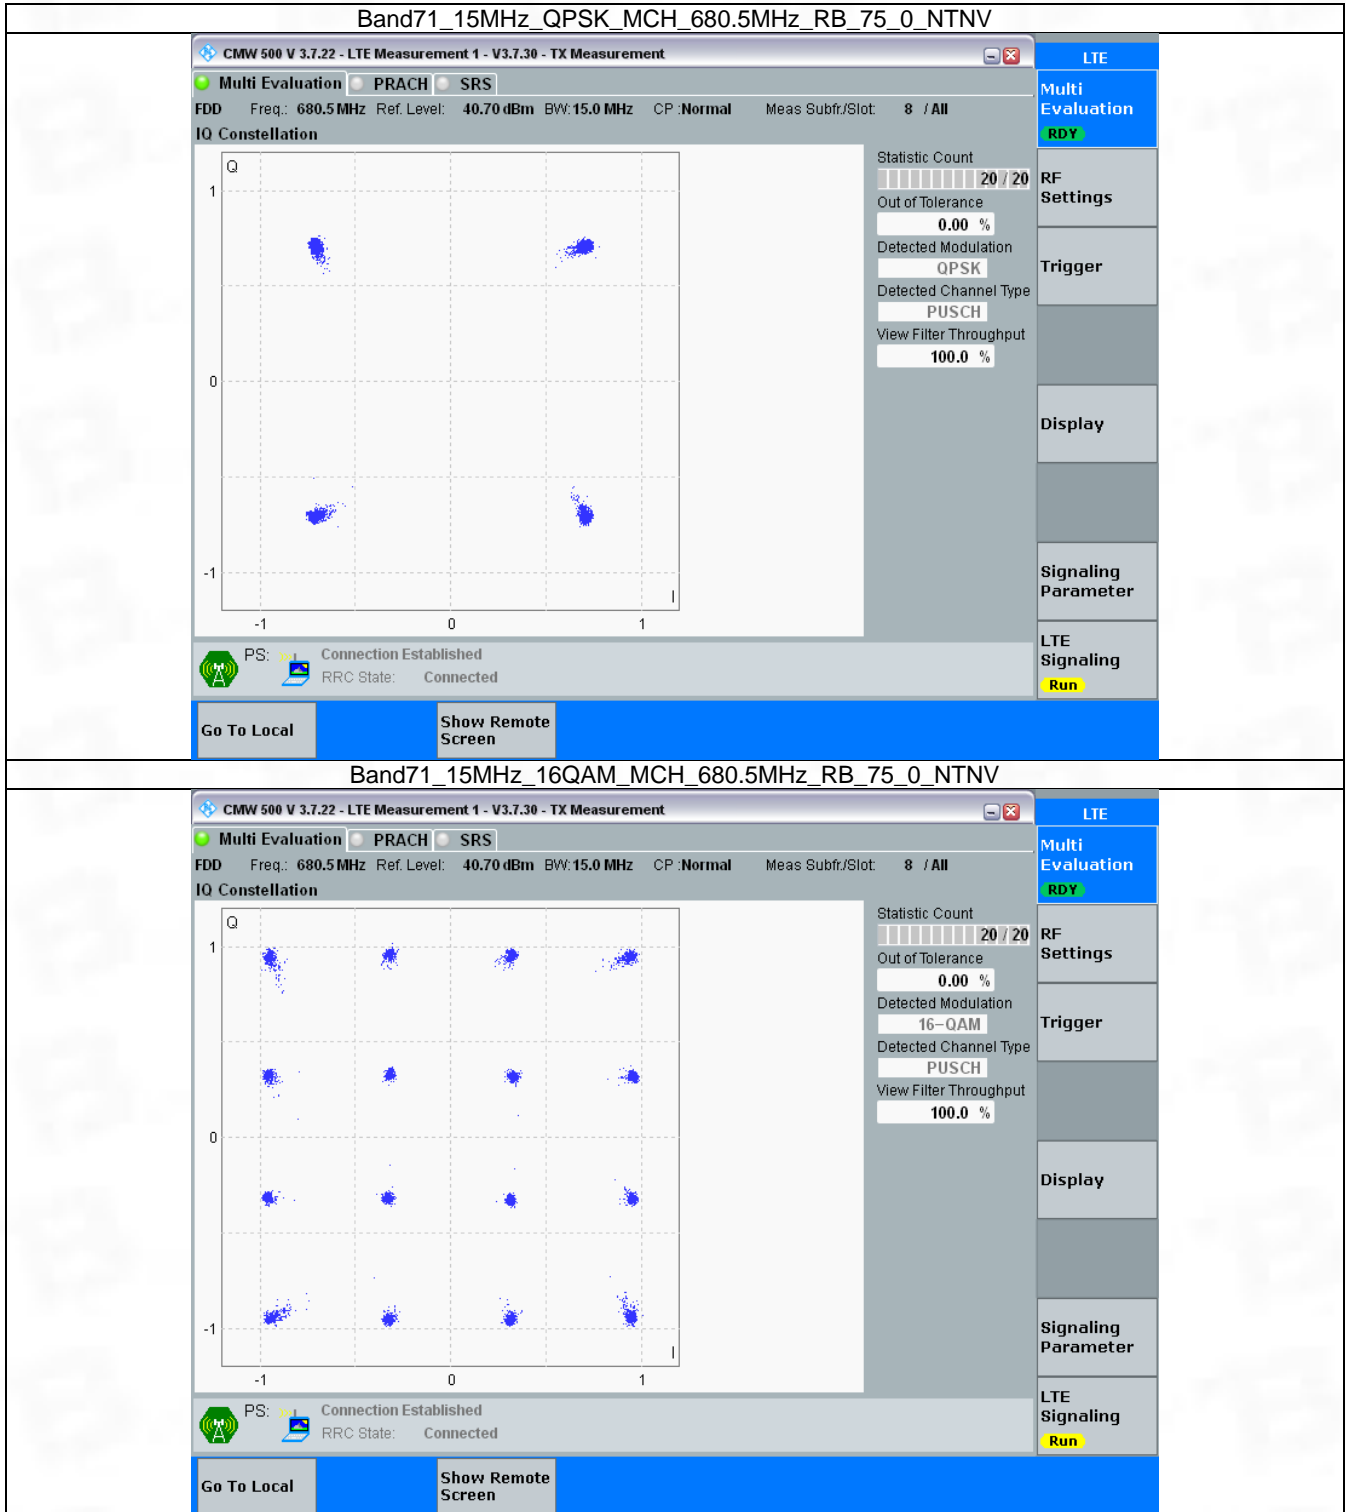 Band71_15MHz_QPSK_MCH_680.5MHz_RB_75_0_NTNV
CMW 500 V 3.7.22 - LTE Measurement 1 - V3.7.30 - TX Measurement
LTE
Multi Evaluation PRACH SRS
Multi
Evaluation
RDY
FDD Freq.: 680.5 MHz Ref. Level: 40.70 dBm BW: 15.0 MHz CP : Normal Meas Subfr./Slot: 8 / All
IQ Constellation
Q
1
0
-1
-1 0 1
I
Statistic Count
20 / 20
Out of Tolerance
0.00 %
Detected Modulation
QPSK
Detected Channel Type
PUSCH
View Filter Throughput
100.0 %
RF
Settings
Trigger
Display
Signaling
Parameter
LTE
Signaling
Run
PS: Connection Established
RRC State: Connected
Go To Local
Show Remote
Screen
Band71_15MHz_16QAM_MCH_680.5MHz_RB_75_0_NTNV
CMW 500 V 3.7.22 - LTE Measurement 1 - V3.7.30 - TX Measurement
LTE
Multi Evaluation PRACH SRS
Multi
Evaluation
RDY
FDD Freq.: 680.5 MHz Ref. Level: 40.70 dBm BW: 15.0 MHz CP : Normal Meas Subfr./Slot: 8 / All
IQ Constellation
Q
1
0
-1
-1 0 1
I
Statistic Count
20 / 20
Out of Tolerance
0.00 %
Detected Modulation
16-QAM
Detected Channel Type
PUSCH
View Filter Throughput
100.0 %
RF
Settings
Trigger
Display
Signaling
Parameter
LTE
Signaling
Run
PS: Connection Established
RRC State: Connected
Go To Local
Show Remote
Screen